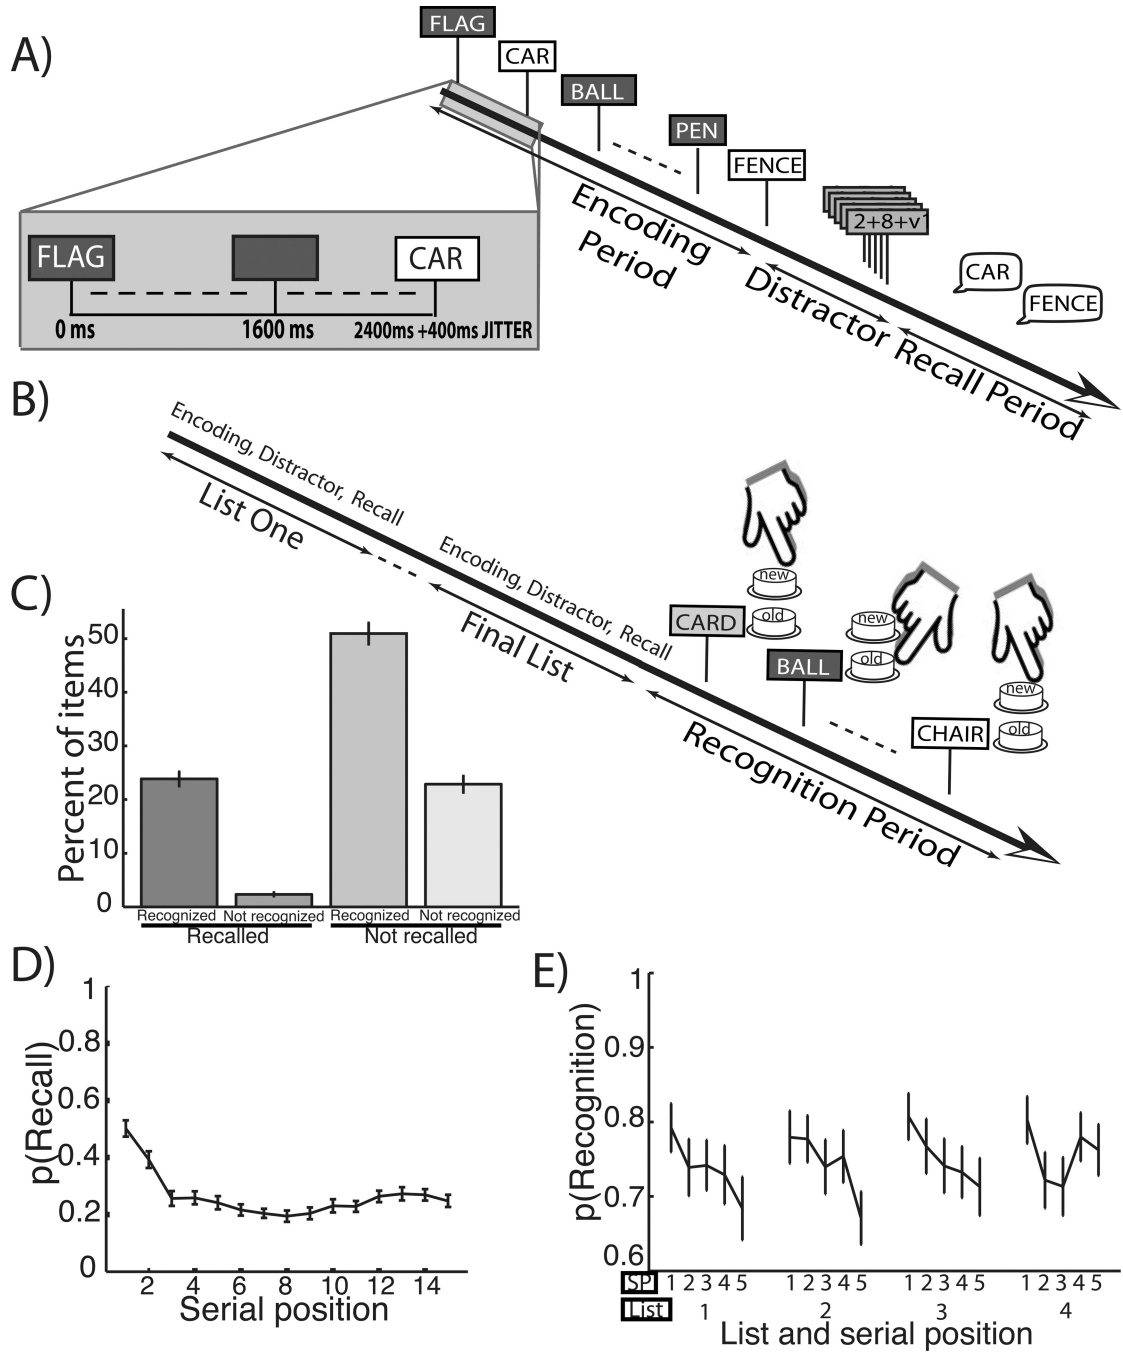 A)
FLAG
CAR
BALL
PEN
FENCE
2+8+v1
CAR
FENCE
Encoding
Period
Distractor
Recall Period
FLAG
CAR
0 ms
1600 ms
2400ms +400ms JITTER
B)
Encoding, Distractor, Recall
List One
Encoding, Distractor, Recall
Final List
Recognition Period
new
old
CARD
new
old
BALL
new
old
CHAIR
C)
Percent of items
50
40
30
20
10
0
Recognized Not recognized Recognized Not recognized
Recalled Not recalled
D)
p(Recall)
1
0.8
0.6
0.4
0.2
0
2 4 6 8 10 12 14
Serial position
E)
p(Recognition)
1
0.9
0.8
0.7
0.6
SP 1 2 3 4 5 1 2 3 4 5 1 2 3 4 5 1 2 3 4 5
List 1 2 3 4
List and serial position